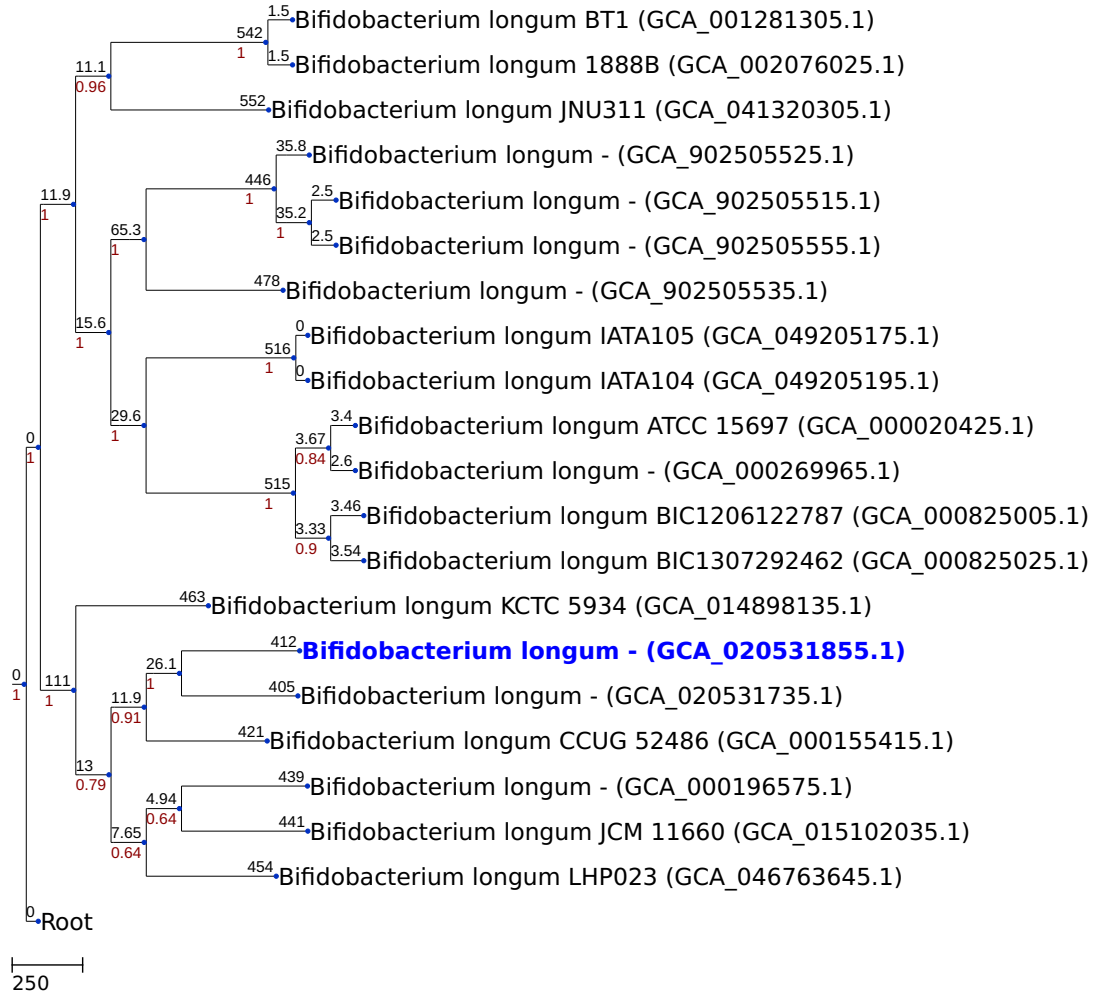 1.5
Bifidobacterium longum BT1 (GCA_001281305.1)
542
1
1.5
Bifidobacterium longum 1888B (GCA_002076025.1)
11.1
0.96
552
Bifidobacterium longum JNU311 (GCA_041320305.1)
35.8
Bifidobacterium longum - (GCA_902505525.1)
446
1
2.5
Bifidobacterium longum - (GCA_902505515.1)
11.9
1
35.2
1
65.3
1
2.5
Bifidobacterium longum - (GCA_902505555.1)
478
Bifidobacterium longum - (GCA_902505535.1)
15.6
1
0
Bifidobacterium longum IATA105 (GCA_049205175.1)
516
1
0
Bifidobacterium longum IATA104 (GCA_049205195.1)
29.6
1
3.4
Bifidobacterium longum ATCC 15697 (GCA_000020425.1)
0
1
3.67
0.84
2.6
Bifidobacterium longum - (GCA_000269965.1)
515
1
3.46
Bifidobacterium longum BIC1206122787 (GCA_000825005.1)
3.33
0.9
3.54
Bifidobacterium longum BIC1307292462 (GCA_000825025.1)
463
Bifidobacterium longum KCTC 5934 (GCA_014898135.1)
412
Bifidobacterium longum - (GCA_020531855.1)
0
1
111
1
26.1
1
405
Bifidobacterium longum - (GCA_020531735.1)
11.9
0.91
421
Bifidobacterium longum CCUG 52486 (GCA_000155415.1)
13
0.79
439
Bifidobacterium longum - (GCA_000196575.1)
4.94
0.64
441
Bifidobacterium longum JCM 11660 (GCA_015102035.1)
7.65
0.64
454
Bifidobacterium longum LHP023 (GCA_046763645.1)
0
Root
250